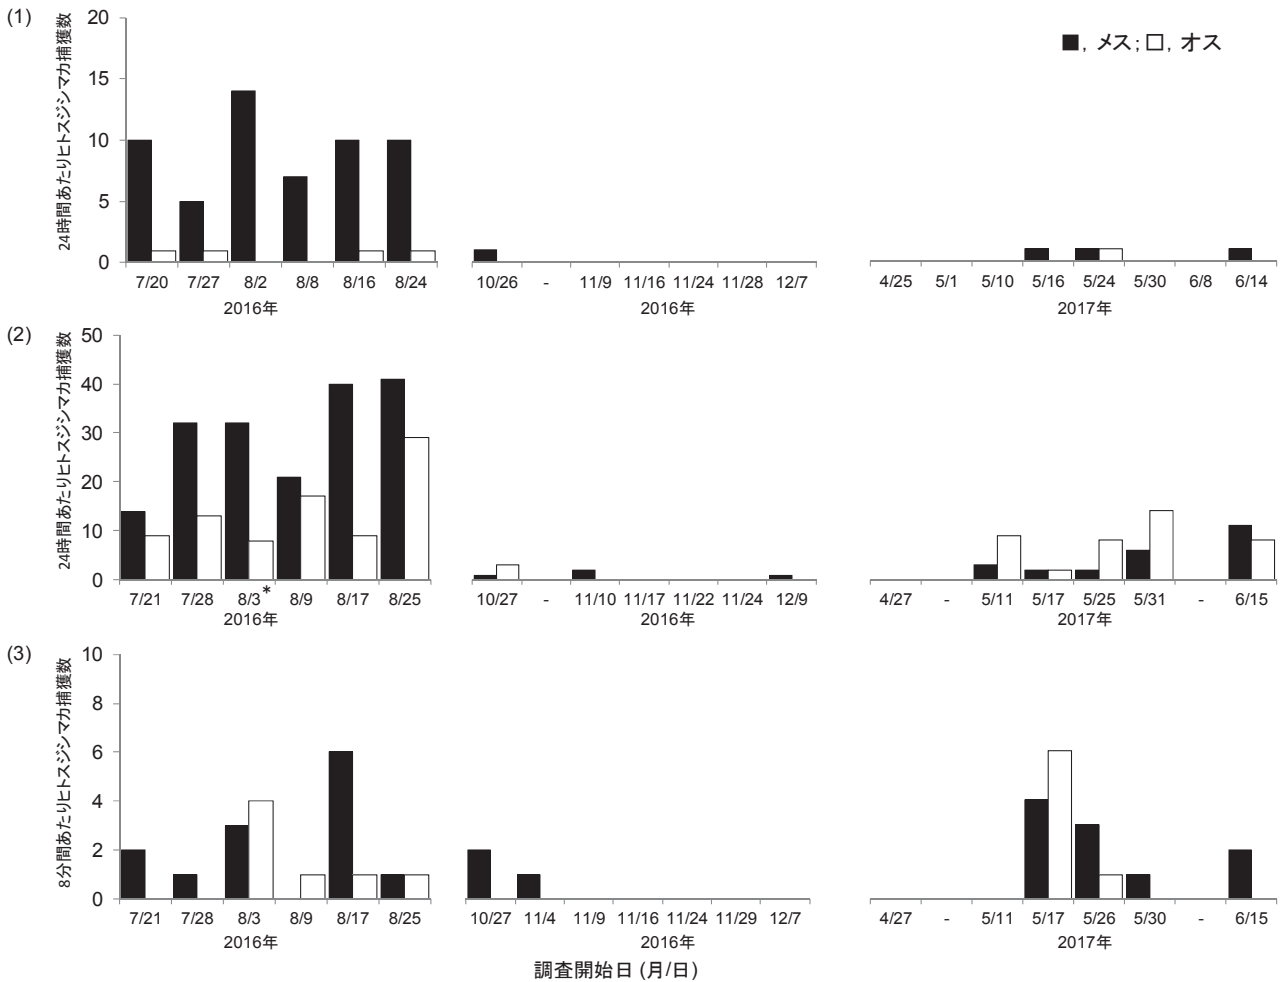 (1)
24時間あたりヒトスジシマカ捕獲数
20
15
10
5
0
■, メス; □, オス
7/20 7/27 8/2 8/8 8/16 8/24
2016年
10/26 - 11/9 11/16 11/24 11/28 12/7
2016年
4/25 5/1 5/10 5/16 5/24 5/30 6/8 6/14
2017年
(2)
24時間あたりヒトスジシマカ捕獲数
50
40
30
20
10
0
7/21 7/28 8/3* 8/9 8/17 8/25
2016年
10/27 - 11/10 11/17 11/22 11/24 12/9
2016年
4/27 - 5/11 5/17 5/25 5/31 - 6/15
2017年
(3)
8分間あたりヒトスジシマカ捕獲数
10
8
6
4
2
0
7/21 7/28 8/3 8/9 8/17 8/25
2016年
10/27 11/4 11/9 11/16 11/24 11/29 12/7
2016年
4/27 - 5/11 5/17 5/26 5/30 - 6/15
2017年
調査開始日 (月/日)